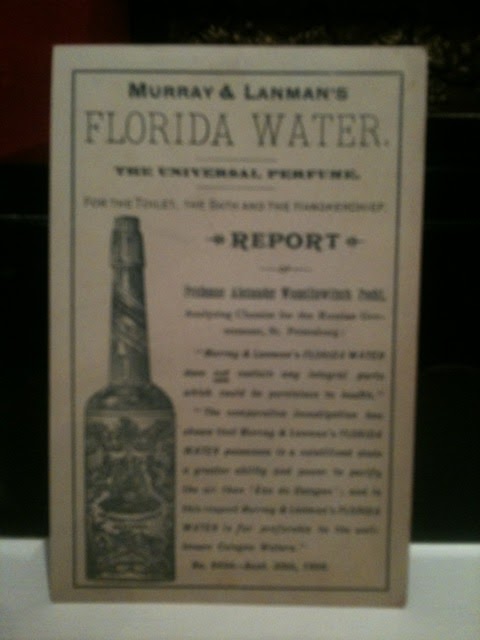 MURRAY & LANMAN'S
FLORIDA WATER.
THE UNIVERSAL PERFUME.
FOR THE TOILET, THE BATH AND THE HANDKERCHIEF.
REPORT
OF
Professor Alexander
Analyzing Chemist for the Russian Gov-
ernment, St. Petersburg:
"Murray & Lanman's FLORIDA WATER
does not contain any integral parts
which could be pernicious to health."
"The comparative investigation has
shown that Murray & Lanman's FLORIDA
WATER possesses in a volatilized state
a greater ability and power to purify
the air than 'Eau de Cologne'; and in
this respect Murray & Lanman's FLORIDA
WATER is far preferable to the well-
known Cologne Waters."